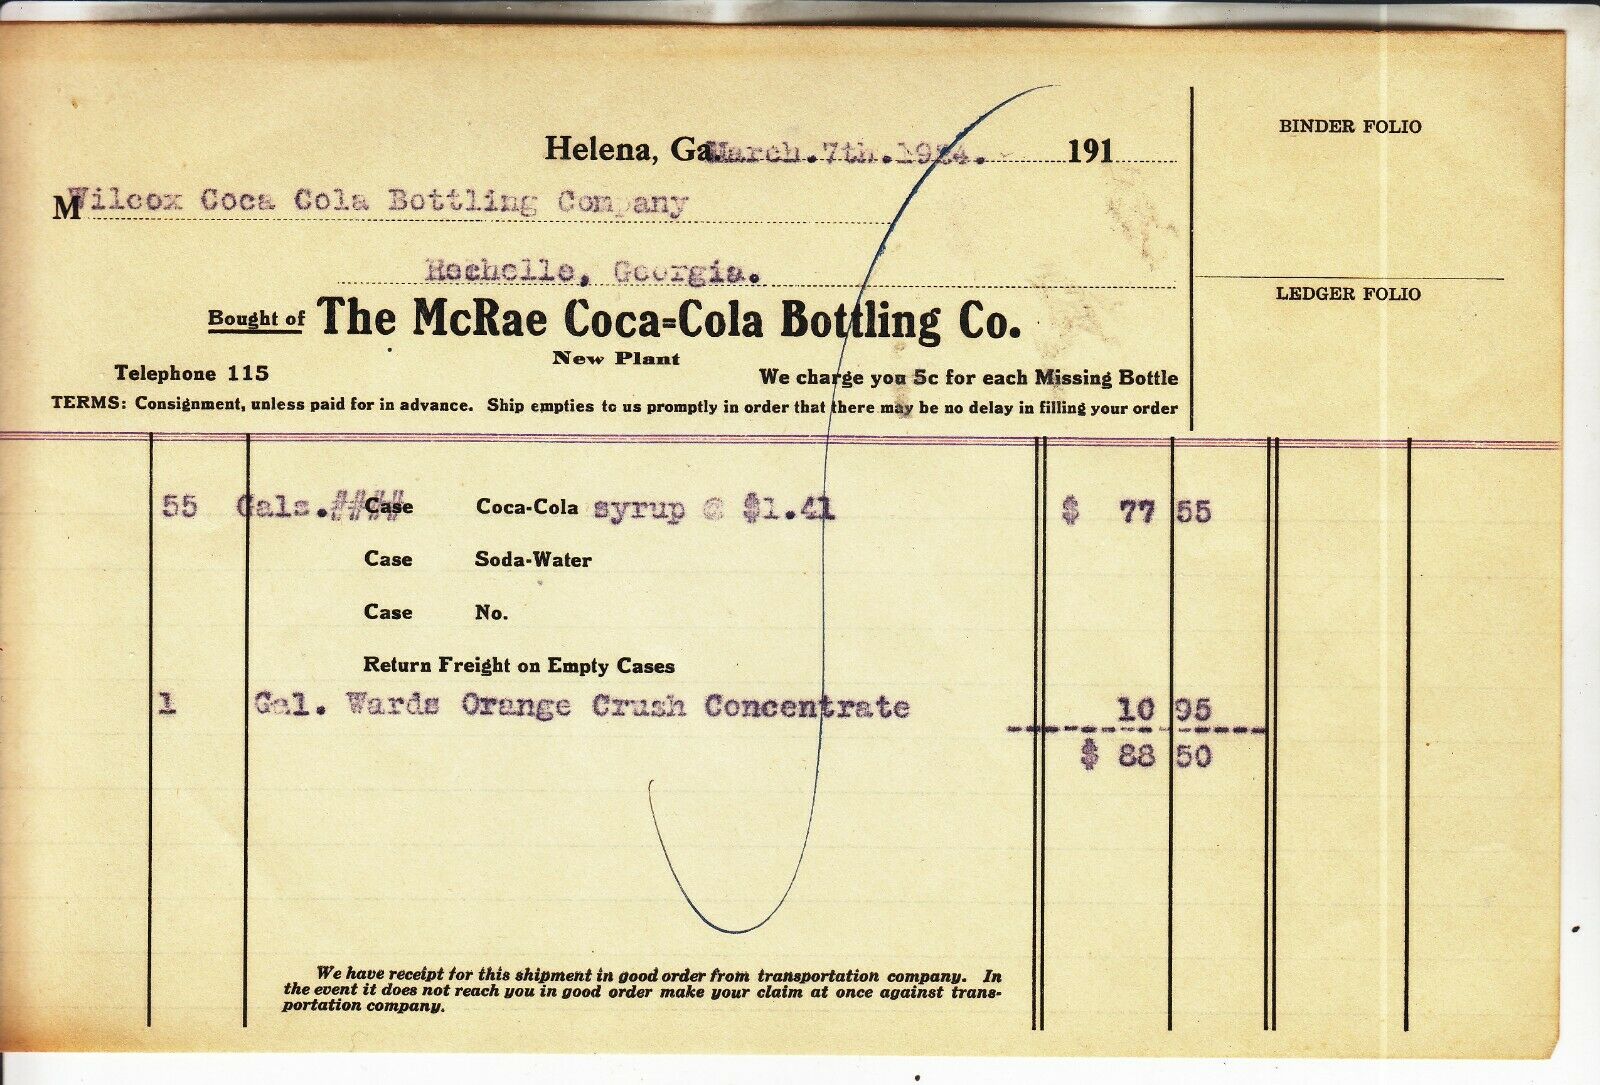 BINDER FOLIO
Helena, Ga. March.7th.1924. 191
M Wilcox Coca Cola Bottling Company
Rochelle, Georgia.
LEDGER FOLIO
Bought of The McRae Coca=Cola Bottling Co.
New Plant
Telephone 115 We charge you 5c for each Missing Bottle
TERMS: Consignment, unless paid for in advance. Ship empties to us promptly in order that there may be no delay in filling your order
55 Gals.#### Case Coca-Cola syrup @ $1.41 $ 77 55
Case Soda-Water
Case No.
Return Freight on Empty Cases
1 Gal. Wards Orange Crush Concentrate 10 95
$ 88 50
We have receipt for this shipment in good order from transportation company. In
the event it does not reach you in good order make your claim at once against trans-
portation company.